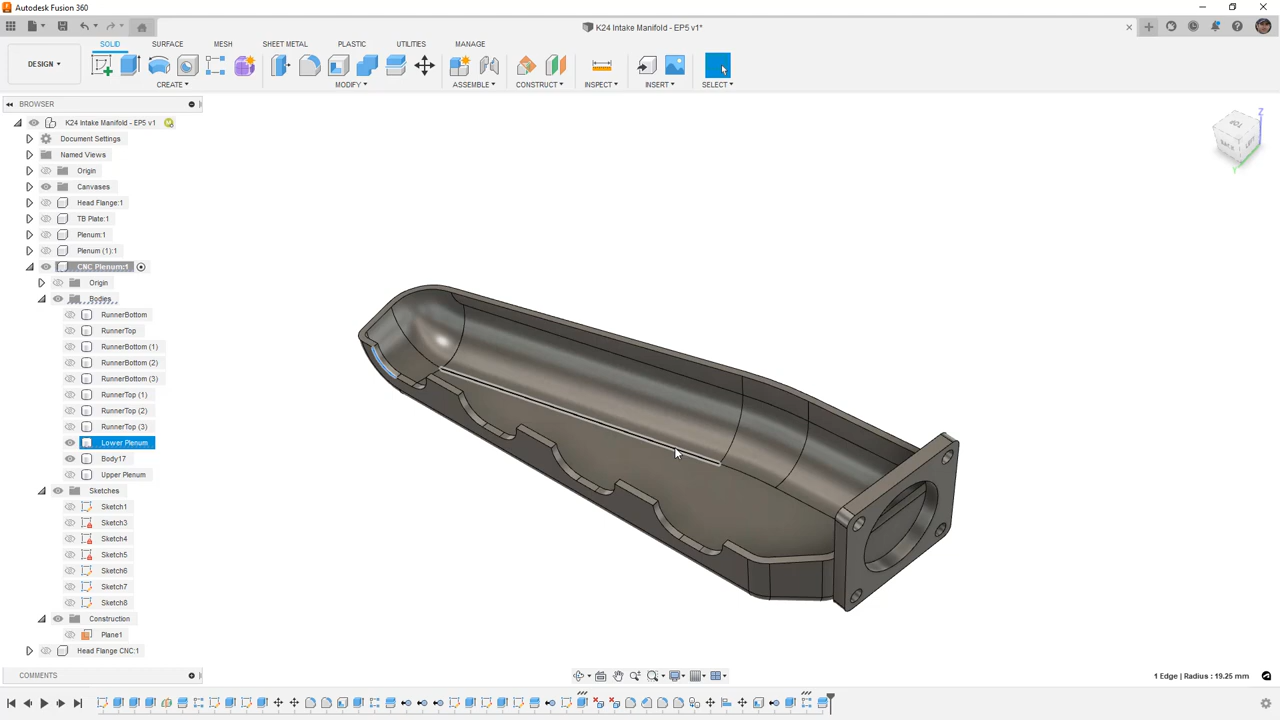 Autodesk Fusion 360
K24 Intake Manifold - EP5 v1*
SOLID SURFACE MESH SHEET METAL PLASTIC UTILITIES MANAGE
DESIGN
CREATE MODIFY ASSEMBLE CONSTRUCT INSPECT INSERT SELECT
BROWSER
K24 Intake Manifold - EP5 v1
Document Settings
Named Views
Origin
Canvases
Head Flange:1
TB Plate:1
Plenum:1
Plenum (1):1
CNC Plenum:1
Origin
Bodies
RunnerBottom
RunnerTop
RunnerBottom (1)
RunnerBottom (2)
RunnerBottom (3)
RunnerTop (1)
RunnerTop (2)
RunnerTop (3)
Lower Plenum
Body17
Upper Plenum
Sketches
Sketch1
Sketch3
Sketch4
Sketch5
Sketch6
Sketch7
Sketch8
Construction
Plane1
Head Flange CNC:1
Z
Y
BACK
LEFT
COMMENTS
1 Edge | Radius : 19.25 mm